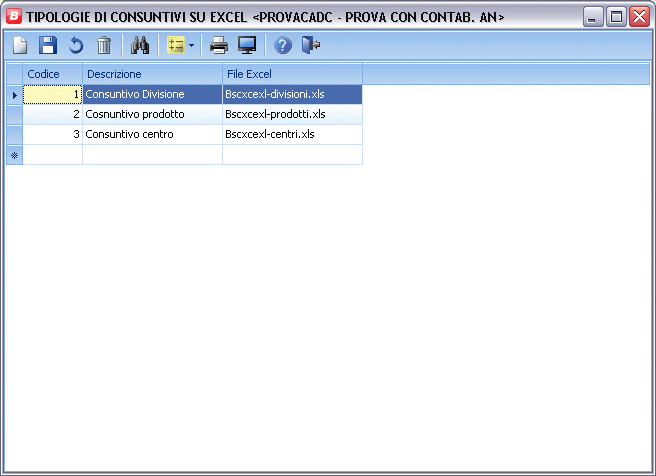 B TIPOLOGIE DI CONSUNTIVI SU EXCEL <PROVACADC - PROVA CON CONTAB. AN>
Codice Descrizione File Excel
1 Consuntivo Divisione Bscxcexl-divisioni.xls
2 Cosnuntivo prodotto Bscxcexl-prodotti.xls
3 Consuntivo centro Bscxcexl-centri.xls